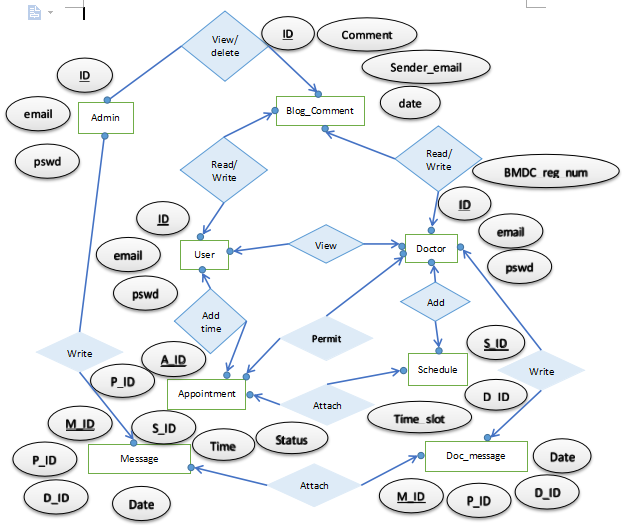 View/
delete
ID
Comment
Sender_email
date
ID
email
pswd
Admin
Blog_Comment
Read/
Write
Read/
Write
BMDC_reg_num
ID
email
pswd
ID
email
pswd
User
View
Doctor
Add
time
Add
Permit
Write
A_ID
P_ID
S_ID
Time
Status
Appointment
Attach
Schedule
S_ID
D_ID
Time_slot
Write
M_ID
P_ID
D_ID
Date
Message
Attach
Doc_message
Date
M_ID
P_ID
D_ID